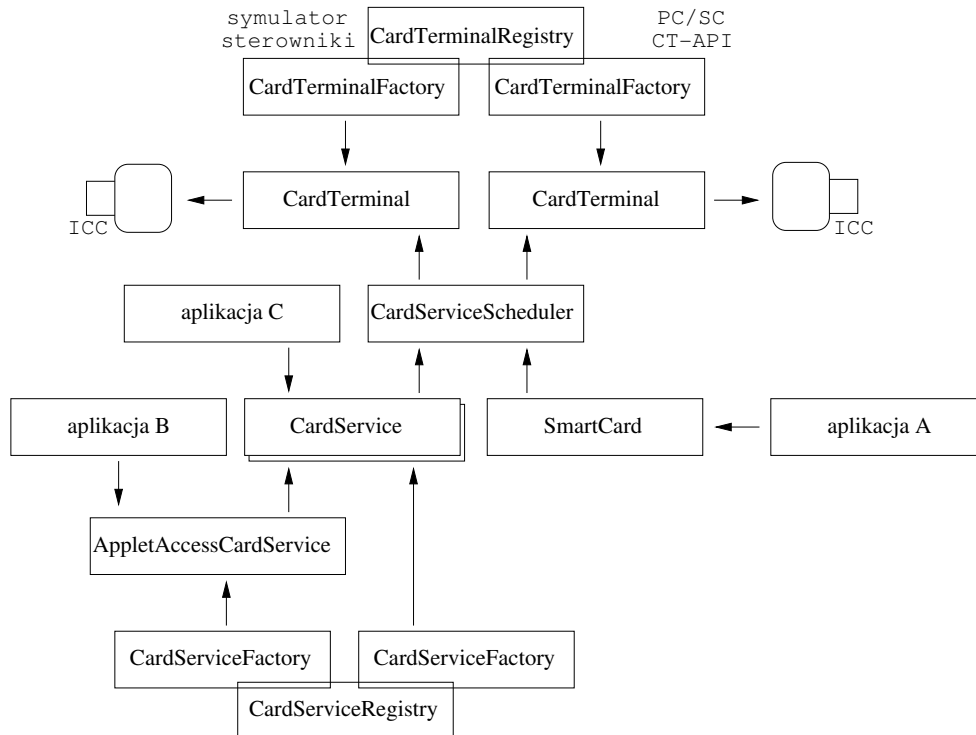 symulator
sterowniki
CardTerminalRegistry
PC/SC
CT-API
CardTerminalFactory
CardTerminalFactory
CardTerminal
CardTerminal
ICC
ICC
aplikacja C
CardServiceScheduler
aplikacja B
CardService
SmartCard
aplikacja A
AppletAccessCardService
CardServiceFactory
CardServiceFactory
CardServiceRegistry